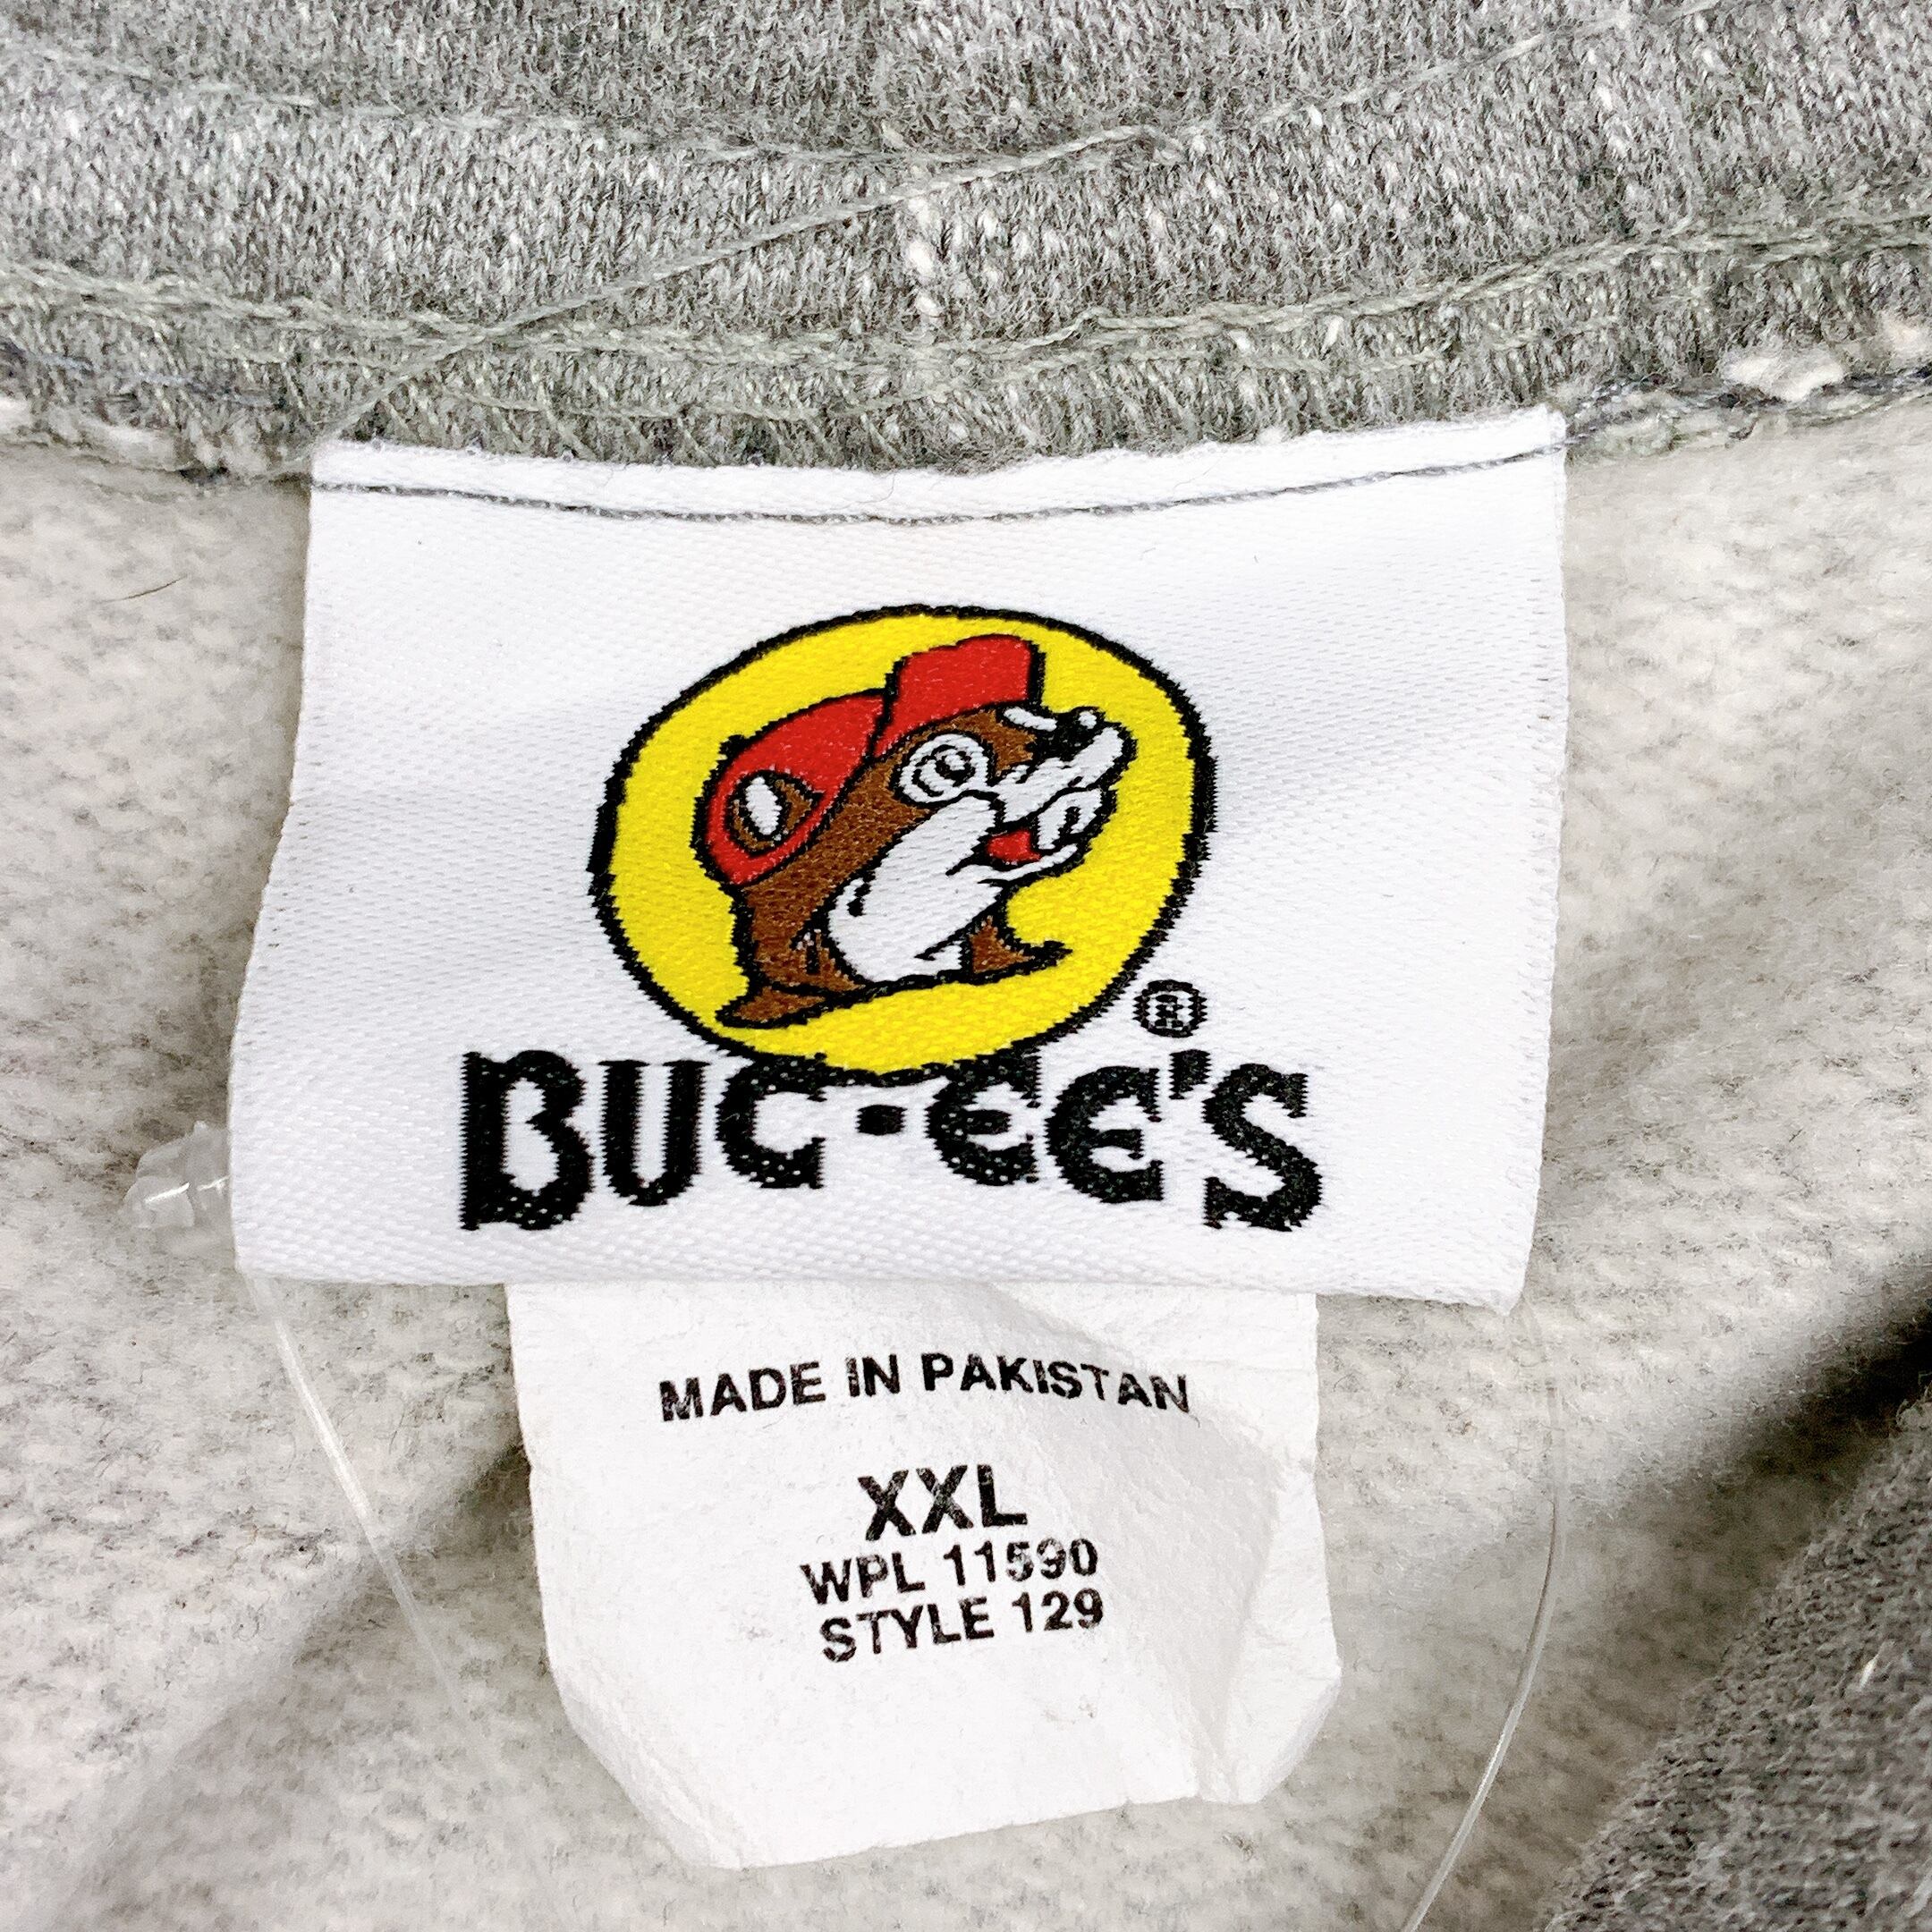 ®
BUC-EE'S
MADE IN PAKISTAN
XXL
WPL 11590
STYLE 129